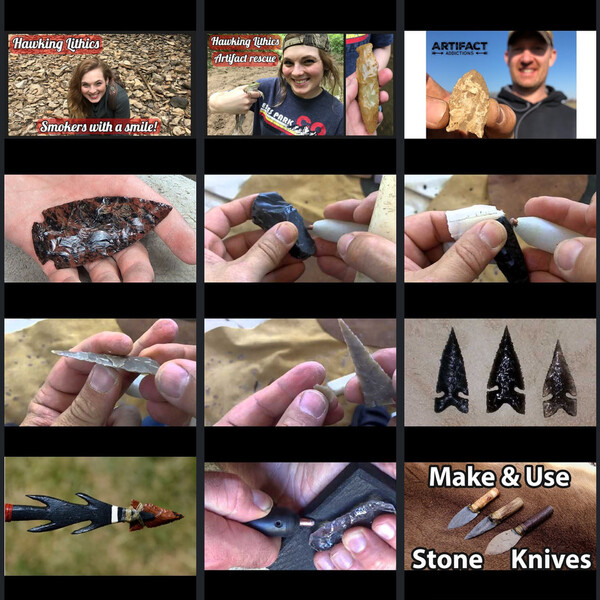 Hawking Lithics
Smokers with a smile!
Hawking Lithics
Artifact rescue
ARTIFACT
ADDICTIONS
Make & Use
Stone Knives